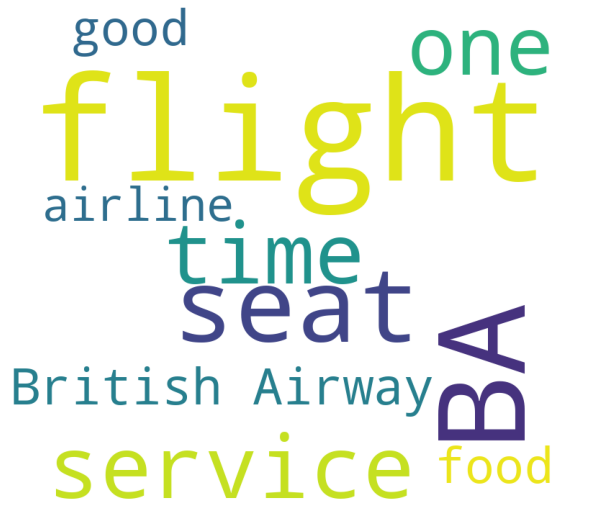 good
one
flight
airline
time
seat
BA
British Airway
service
food